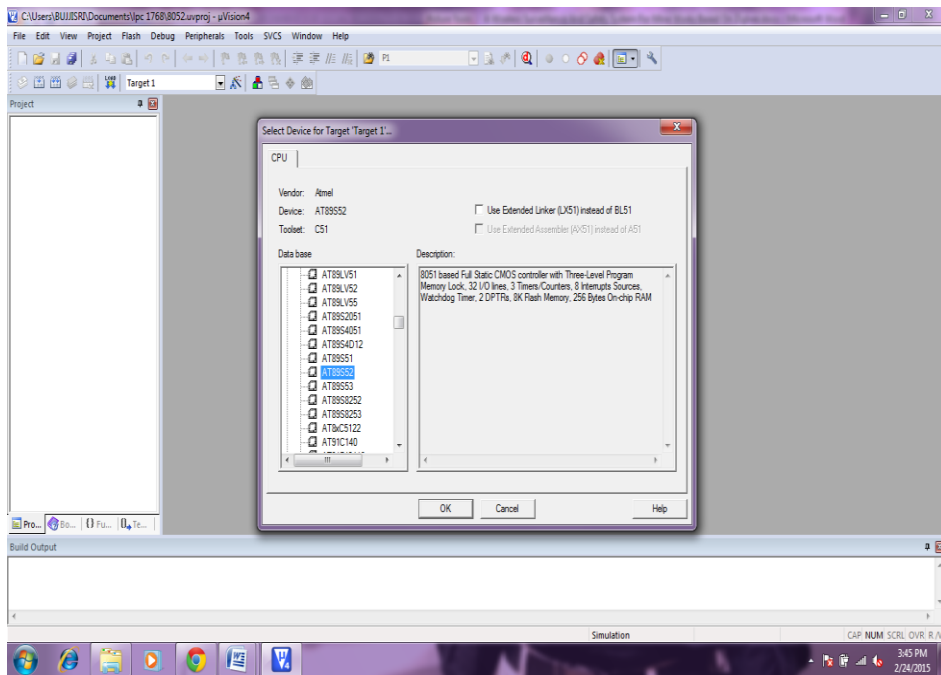 C:\Users\BUJJISRI\Documents\lpc 1768\8052.uvproj - µVision4
File Edit View Project Flash Debug Peripherals Tools SVCS Window Help
P1
LOAD Target 1
Project
Select Device for Target 'Target 1'...
CPU
Vendor: Atmel
Device: AT89S52
Toolset: C51
Use Extended Linker (LX51) instead of BL51
Use Extended Assembler (AX51) instead of A51
Data base
Description:
AT89LV51
AT89LV52
AT89LV55
AT89S2051
AT89S4051
AT89S4D12
AT89S51
AT89S52
AT89S53
AT89S8252
AT89S8253
AT8xC5122
AT91C140
8051 based Full Static CMOS controller with Three-Level Program
Memory Lock, 32 I/O lines, 3 Timers/Counters, 8 Interrupts Sources,
Watchdog Timer, 2 DPTRs, 8K Flash Memory, 256 Bytes On-chip RAM
OK Cancel Help
Pro... Bo... {} Fu... 0 Te...
Build Output
Simulation
CAP NUM SCRL OVR R
3:45 PM
2/24/2015